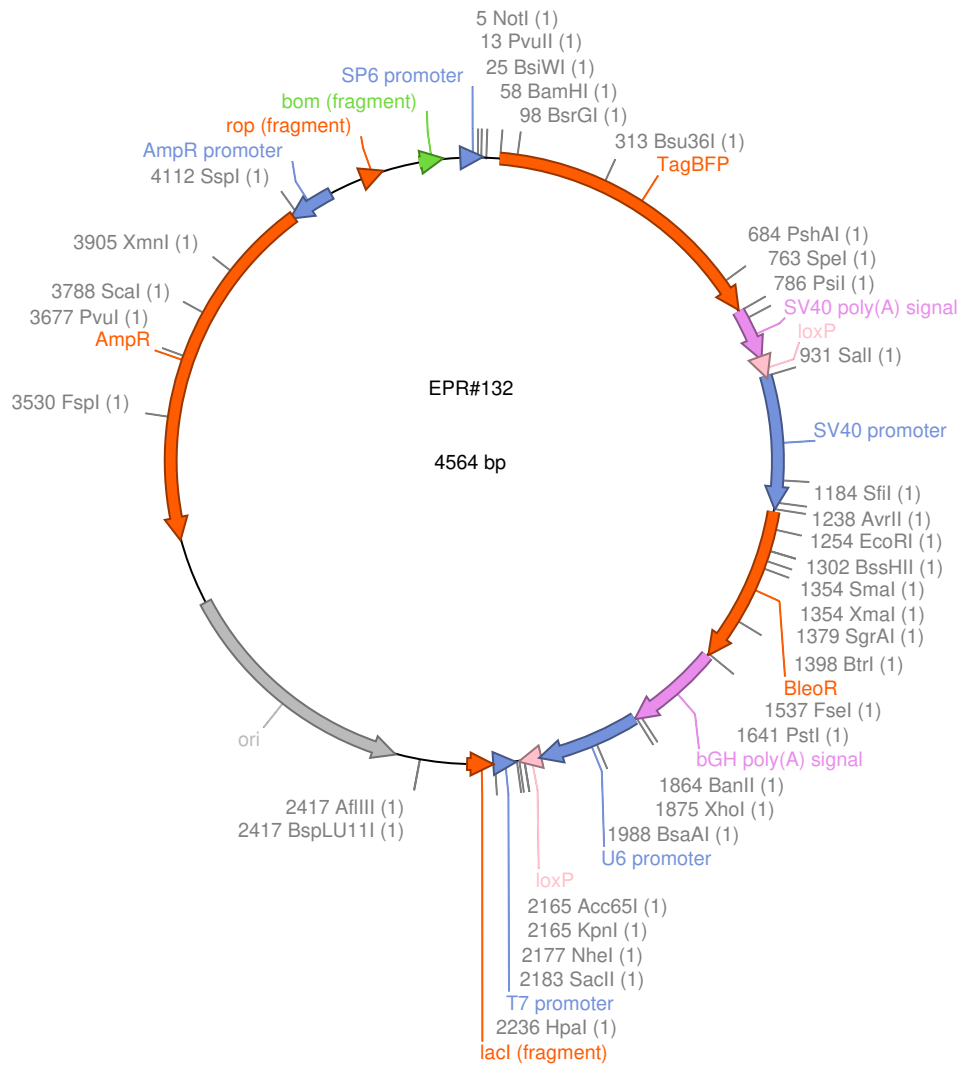 5 NotI (1)
13 PvuII (1)
SP6 promoter
25 BsiWI (1)
bom (fragment)
58 BamHI (1)
rop (fragment)
98 BsrGI (1)
AmpR promoter
313 Bsu36I (1)
TagBFP
4112 SspI (1)
3905 XmnI (1)
684 PshAI (1)
763 SpeI (1)
786 PsiI (1)
3788 ScaI (1)
SV40 poly(A) signal
3677 PvuI (1)
loxP
AmpR
931 SalI (1)
EPR#132
3530 FspI (1)
SV40 promoter
4564 bp
1184 SfiI (1)
1238 AvrII (1)
1254 EcoRI (1)
1302 BssHII (1)
1354 SmaI (1)
1354 XmaI (1)
1379 SgrAI (1)
1398 BtrI (1)
BleoR
1537 FseI (1)
1641 PstI (1)
ori
bGH poly(A) signal
1864 BanII (1)
1875 XhoI (1)
2417 AflIII (1)
2417 BspLU11I (1)
1988 BsaAI (1)
U6 promoter
loxP
2165 Acc65I (1)
2165 KpnI (1)
2177 NheI (1)
2183 SacII (1)
T7 promoter
2236 HpaI (1)
lacI (fragment)